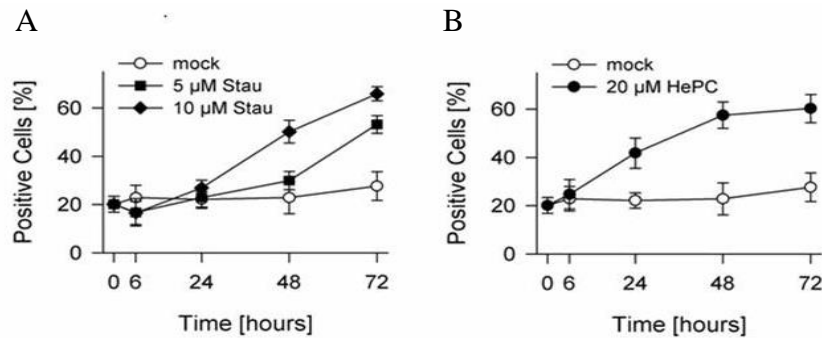 A
mock
5 µM Stau
10 µM Stau
Positive Cells [%]
60
40
20
0
0 6 24 48 72
Time [hours]
B
mock
20 µM HePC
Positive Cells [%]
60
40
20
0
0 6 24 48 72
Time [hours]